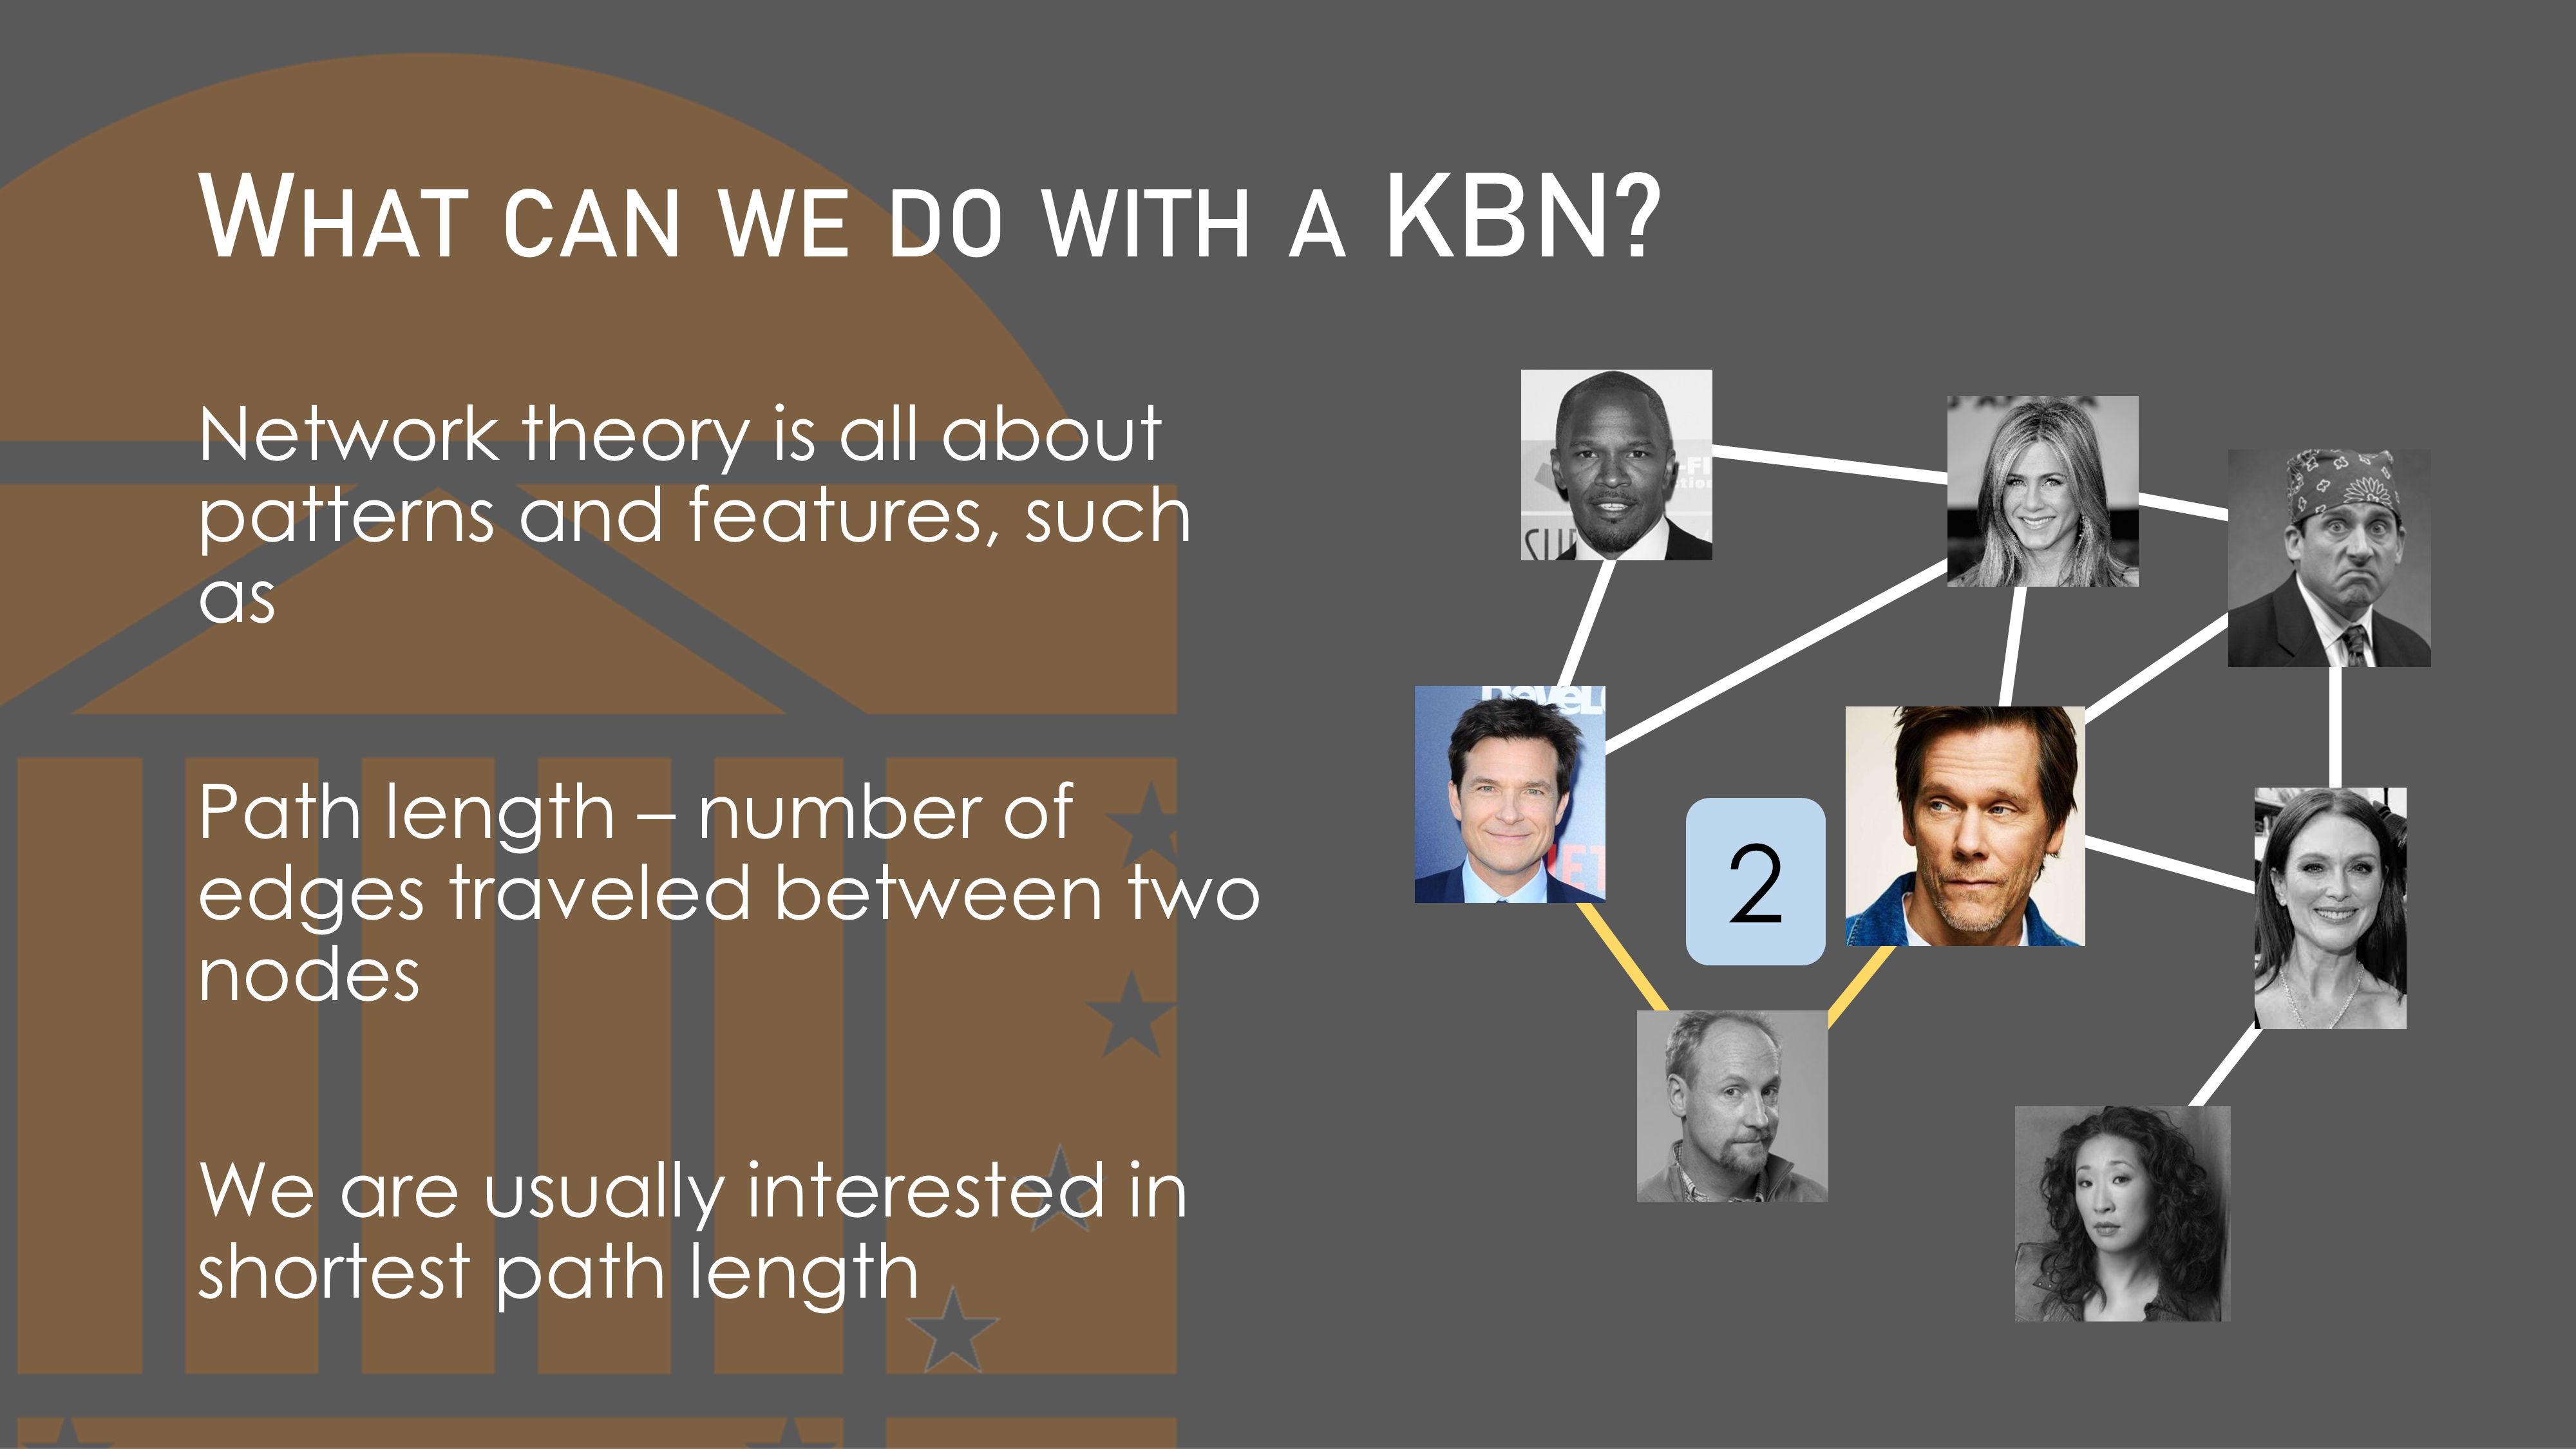 WHAT CAN WE DO WITH A KBN?
Network theory is all about
patterns and features, such
as
Path length – number of
edges traveled between two
nodes
We are usually interested in
shortest path length
2